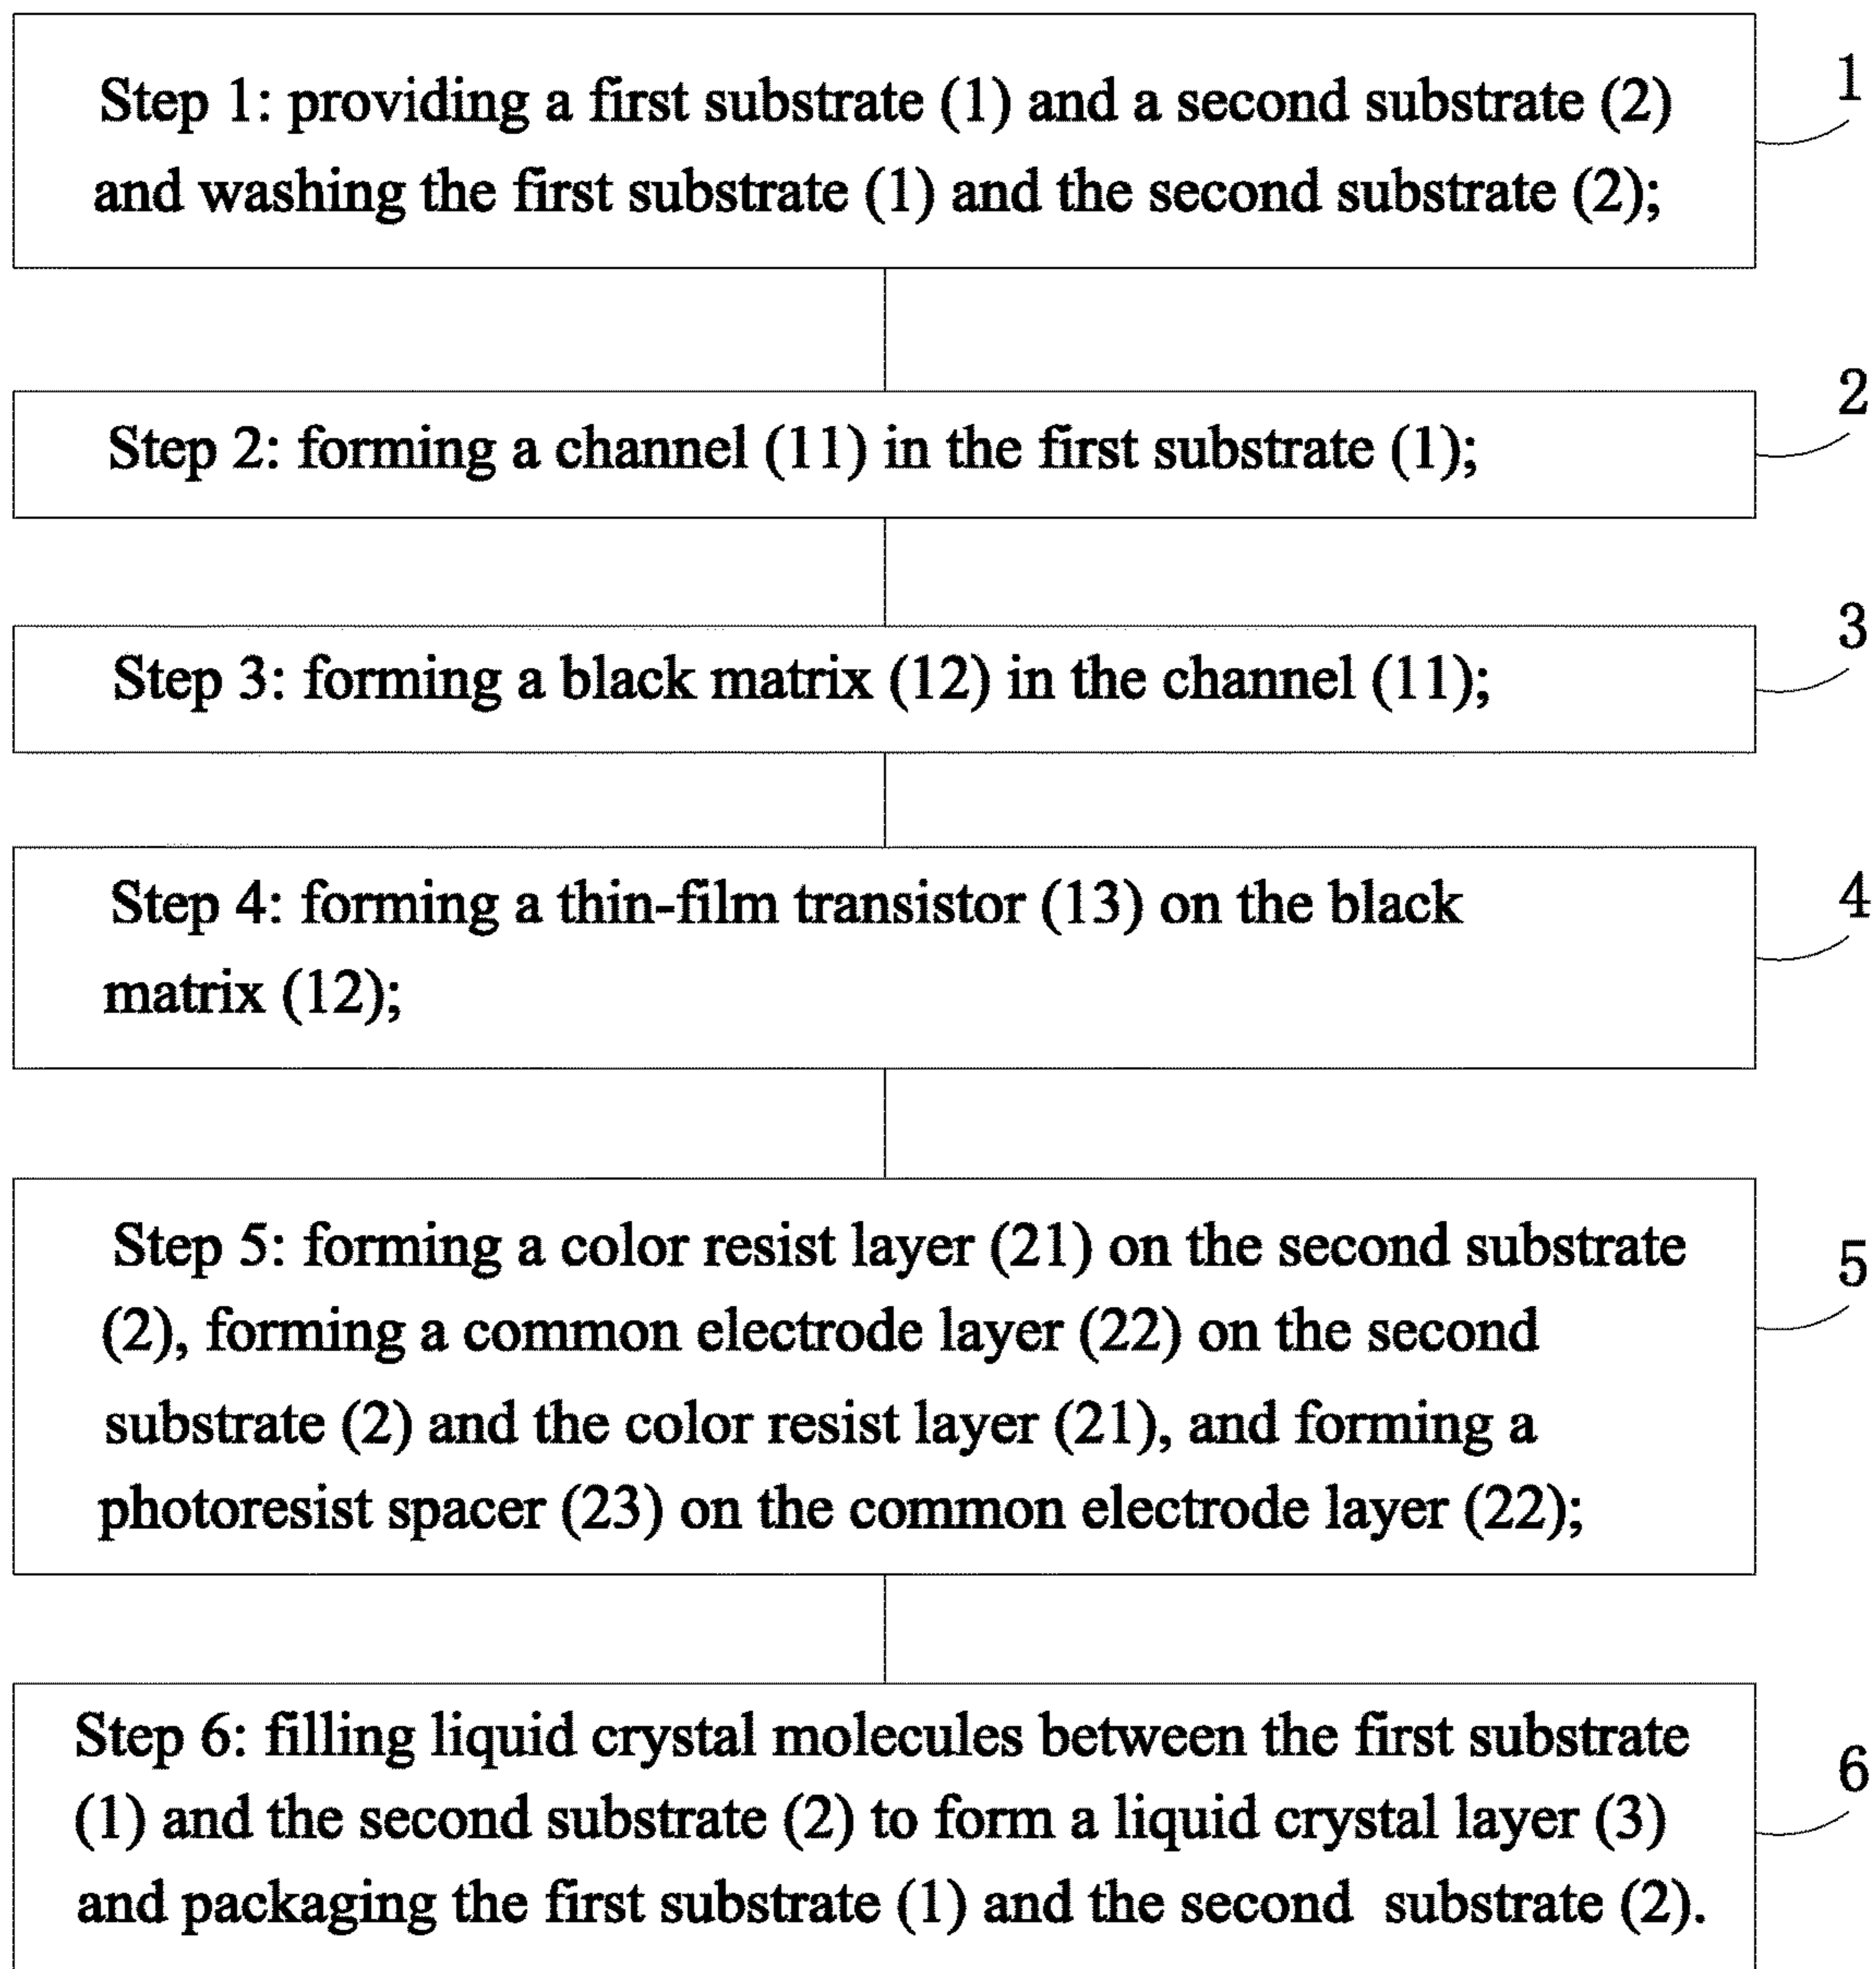 Step 1: providing a first substrate (1) and a second substrate (2)
and washing the first substrate (1) and the second substrate (2);
1
Step 2: forming a channel (11) in the first substrate (1);
2
Step 3: forming a black matrix (12) in the channel (11);
3
Step 4: forming a thin-film transistor (13) on the black
matrix (12);
4
Step 5: forming a color resist layer (21) on the second substrate
(2), forming a common electrode layer (22) on the second
substrate (2) and the color resist layer (21), and forming a
photoresist spacer (23) on the common electrode layer (22);
5
Step 6: filling liquid crystal molecules between the first substrate
(1) and the second substrate (2) to form a liquid crystal layer (3)
and packaging the first substrate (1) and the second substrate (2).
6